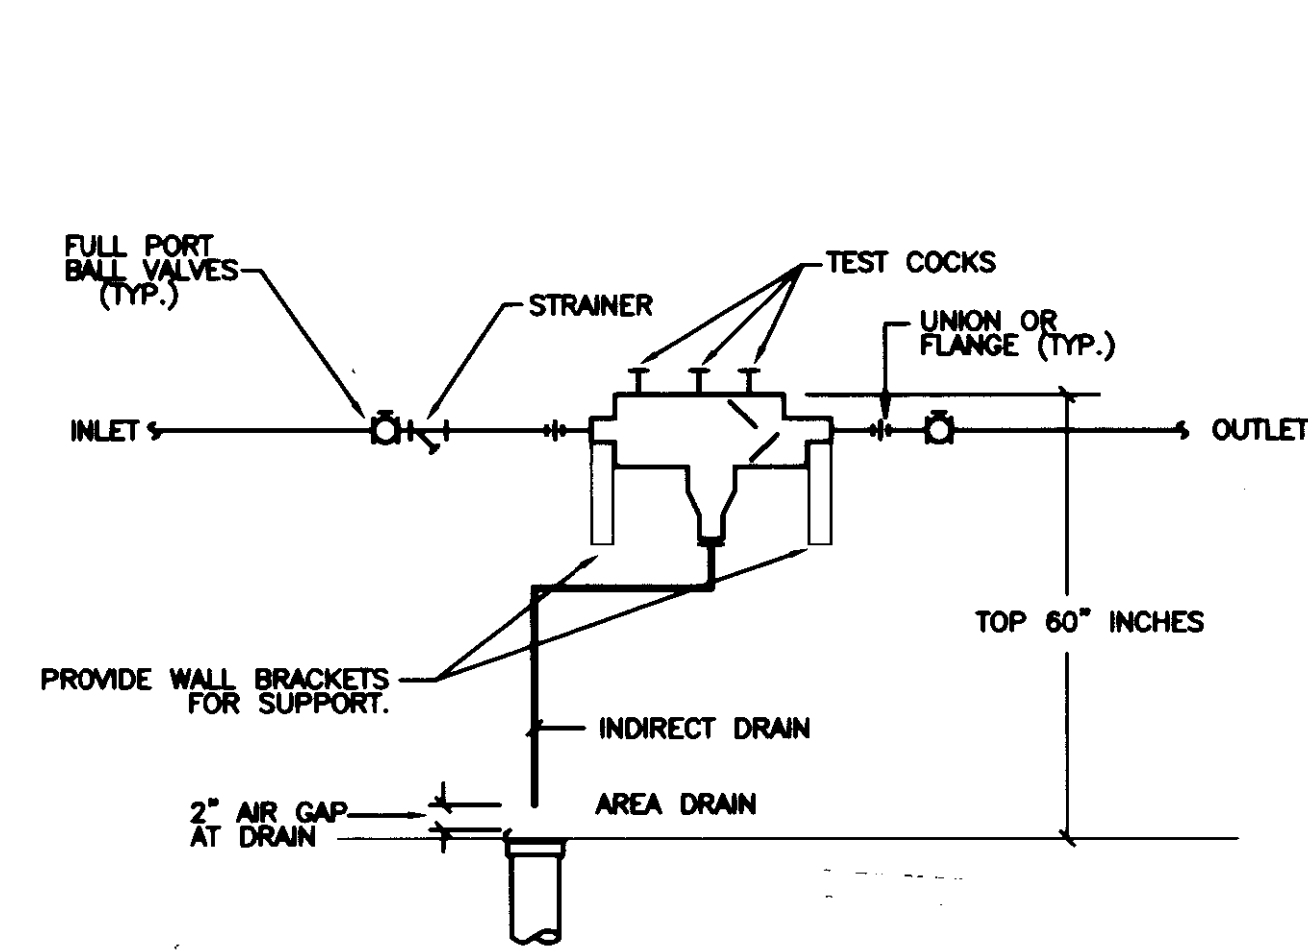 FULL PORT
BALL VALVES
(TYP.)
TEST COCKS
STRAINER
UNION OR
FLANGE (TYP.)
INLET
OUTLET
TOP 60" INCHES
PROVIDE WALL BRACKETS
FOR SUPPORT.
INDIRECT DRAIN
2" AIR GAP
AT DRAIN
AREA DRAIN